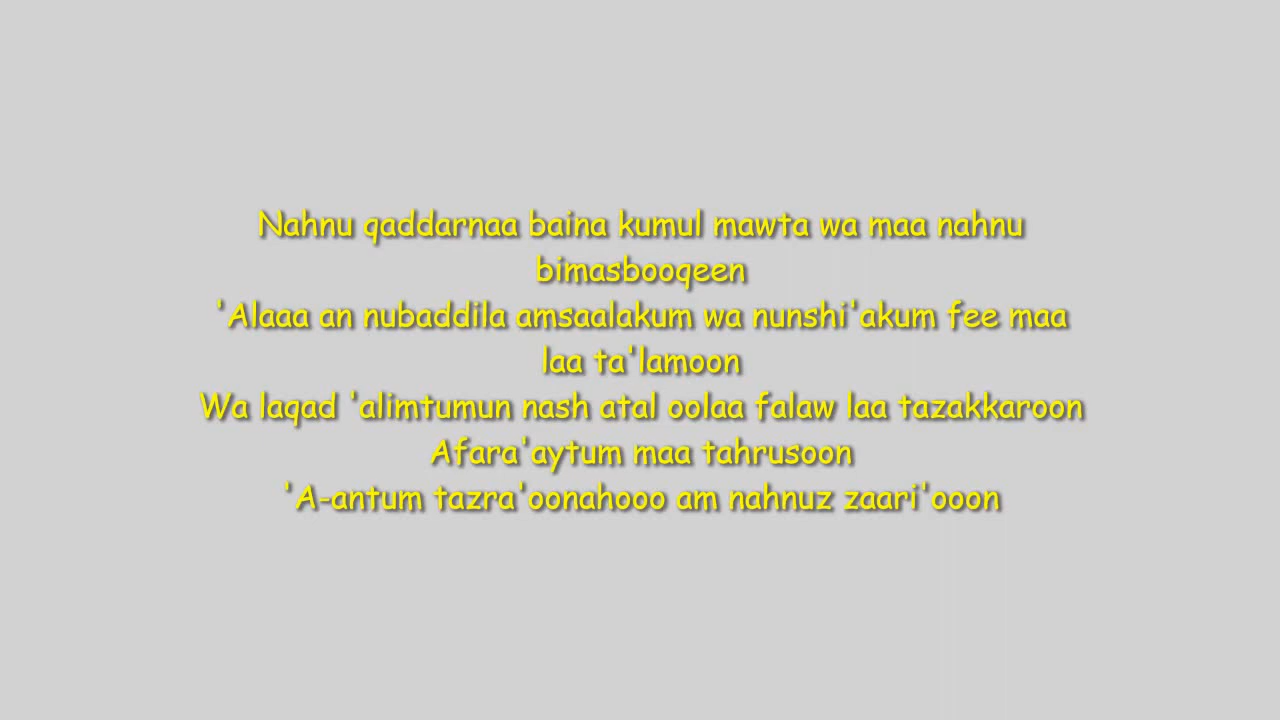 Nahnu qaddarnaa baina kumul mawta wa maa nahnu
bimasbooqeen
'Alaaa an nubaddila amsaalakum wa nunshi'akum fee maa
laa ta'lamoon
Wa laqad 'alimtumun nash atal oolaa falaw laa tazakkaroon
Afara'aytum maa tahrusoon
'A-antum tazra'oonahooo am nahnuz zaari'ooon